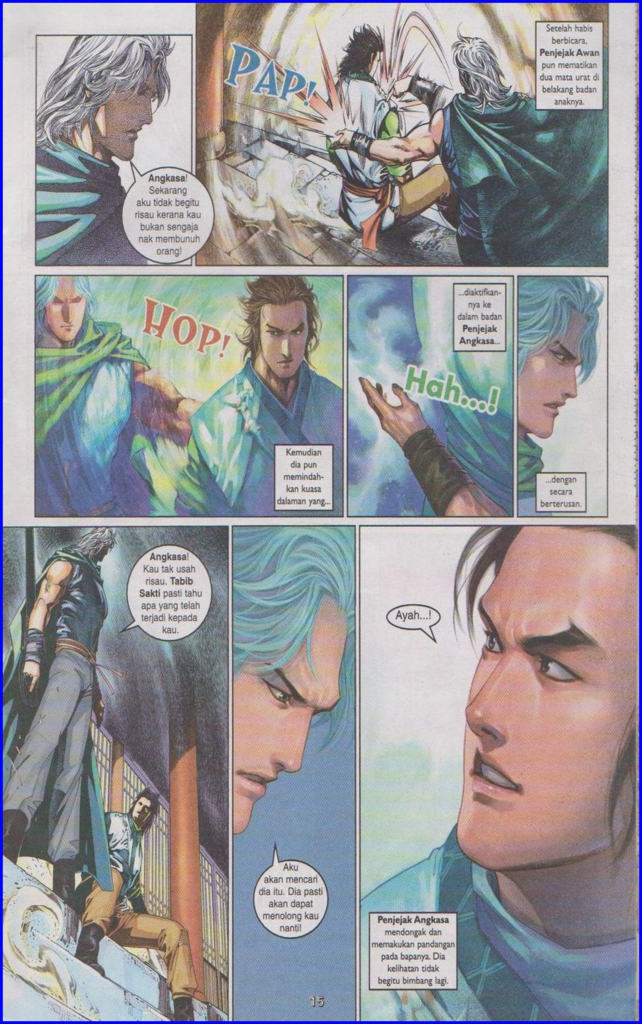 Angkasa!
Sekarang
aku tidak begitu
risau kerana kau
bukan sengaja
nak membunuh
orang!
PAP!
Setelah habis
berbicara,
Penjejak Awan
pun mematikan
dua mata urat di
belakang badan
anaknya.
HOP!
Kemudian
dia pun
memindah-
kan kuasa
dalaman yang...
...diaktifkan-
nya ke
dalam badan
Penjejak
Angkasa...
Hah...!
...dengan
secara
berterusan.
Angkasa!
Kau tak usah
risau. Tabib
Sakti pasti tahu
apa yang telah
terjadi kepada
kau.
Aku
akan mencari
dia itu. Dia pasti
akan dapat
menolong kau
nanti!
Ayah...!
Penjejak Angkasa
mendongak dan
memakukan pandangan
pada bapanya. Dia
kelihatan tidak
begitu bimbang lagi.
15